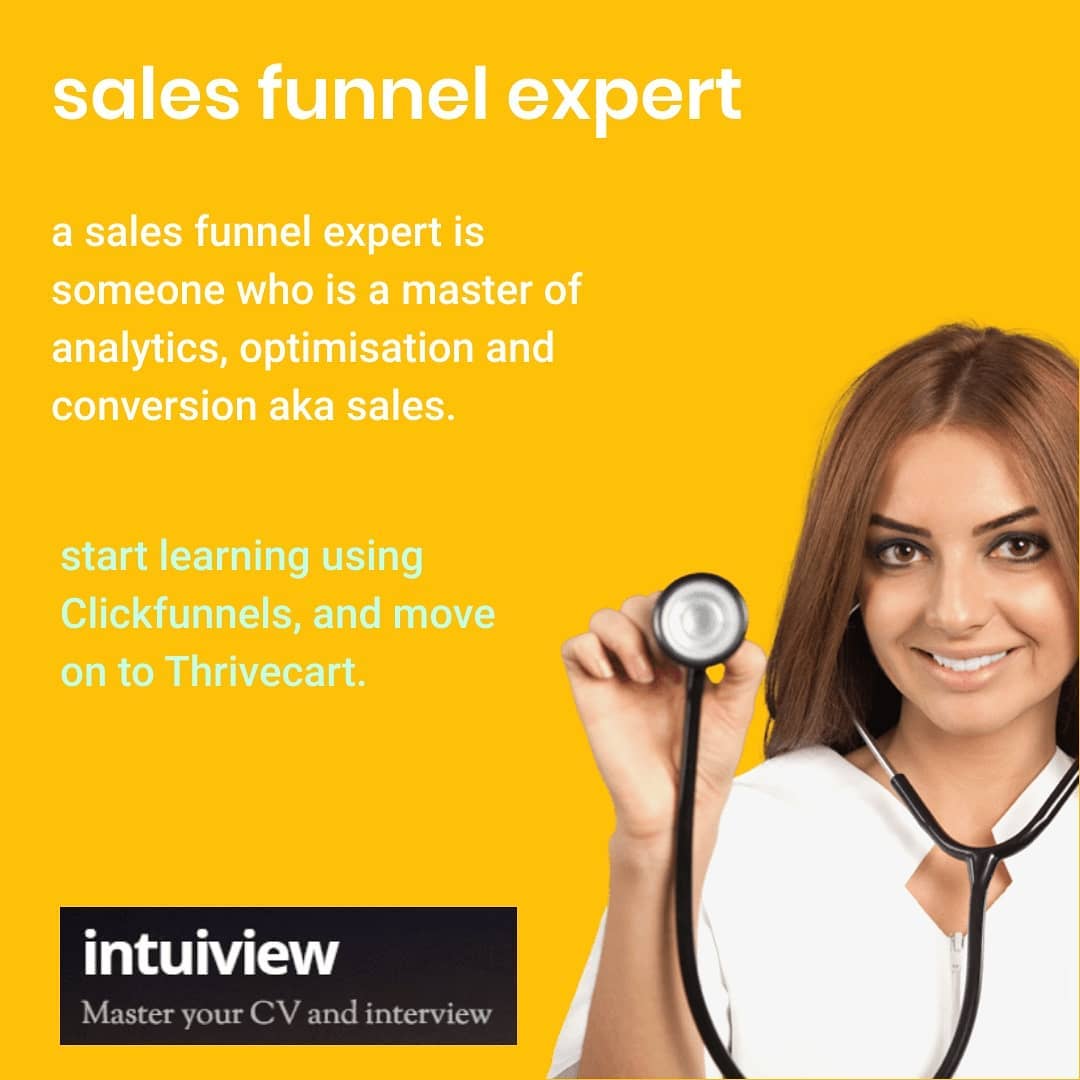 sales funnel expert
a sales funnel expert is
someone who is a master of
analytics, optimisation and
conversion aka sales.
start learning using
Clickfunnels, and move
on to Thrivecart.
intuiview
Master your CV and interview